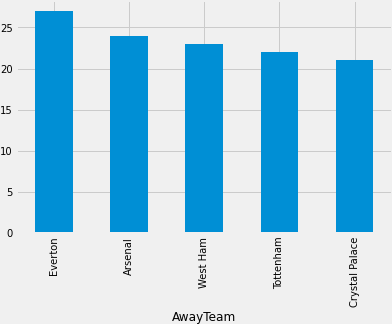 25
20
15
10
5
0
Everton
Arsenal
West Ham
Tottenham
Crystal Palace
AwayTeam